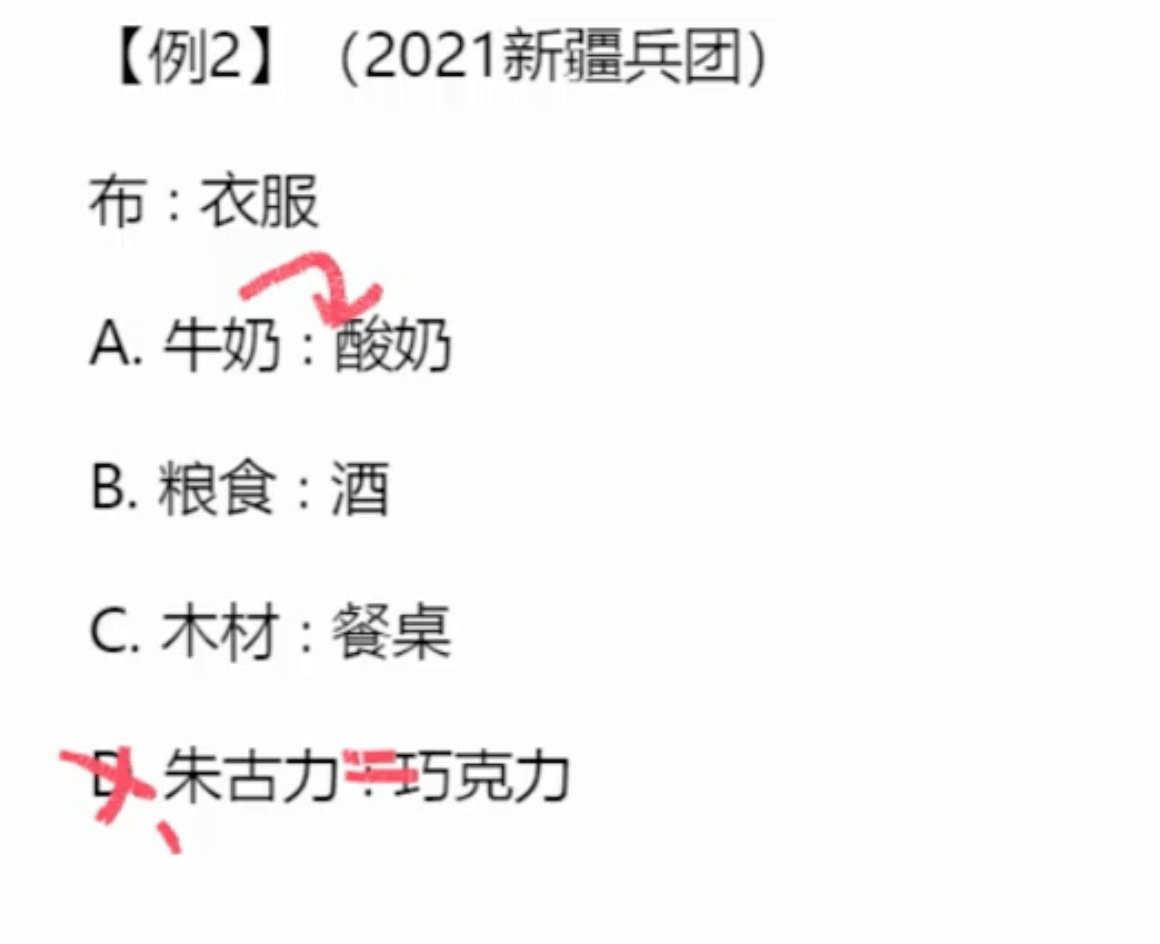 【例2】（2021新疆兵团）
布 : 衣服
A. 牛奶 : 酸奶
B. 粮食 : 酒
C. 木材 : 餐桌
D. 朱古力 : 巧克力